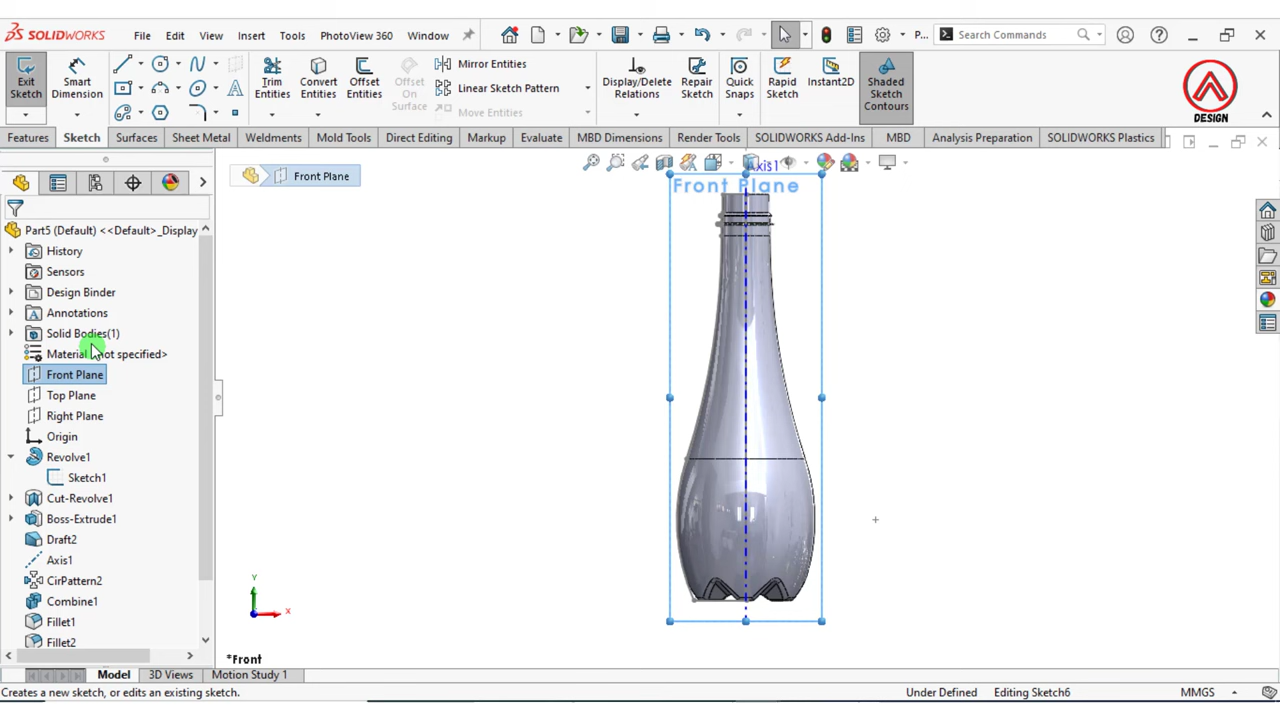 SOLIDWORKS File Edit View Insert Tools PhotoView 360 Window P... Search Commands
Exit Sketch Smart Dimension Trim Entities Convert Entities Offset Entities Offset On Surface Mirror Entities Linear Sketch Pattern Move Entities Display/Delete Relations Repair Sketch Quick Snaps Rapid Sketch Instant2D Shaded Sketch Contours
DESIGN
Features Sketch Surfaces Sheet Metal Weldments Mold Tools Direct Editing Markup Evaluate MBD Dimensions Render Tools SOLIDWORKS Add-Ins MBD Analysis Preparation SOLIDWORKS Plastics
Front Plane
Axis1
Front Plane
Part5 (Default) <<Default>_Display
History
Sensors
Design Binder
Annotations
Solid Bodies(1)
Material <not specified>
Front Plane
Top Plane
Right Plane
Origin
Revolve1
Sketch1
Cut-Revolve1
Boss-Extrude1
Draft2
Axis1
CirPattern2
Combine1
Fillet1
Fillet2
Y
X
*Front
Model 3D Views Motion Study 1
Creates a new sketch, or edits an existing sketch. Under Defined Editing Sketch6 MMGS